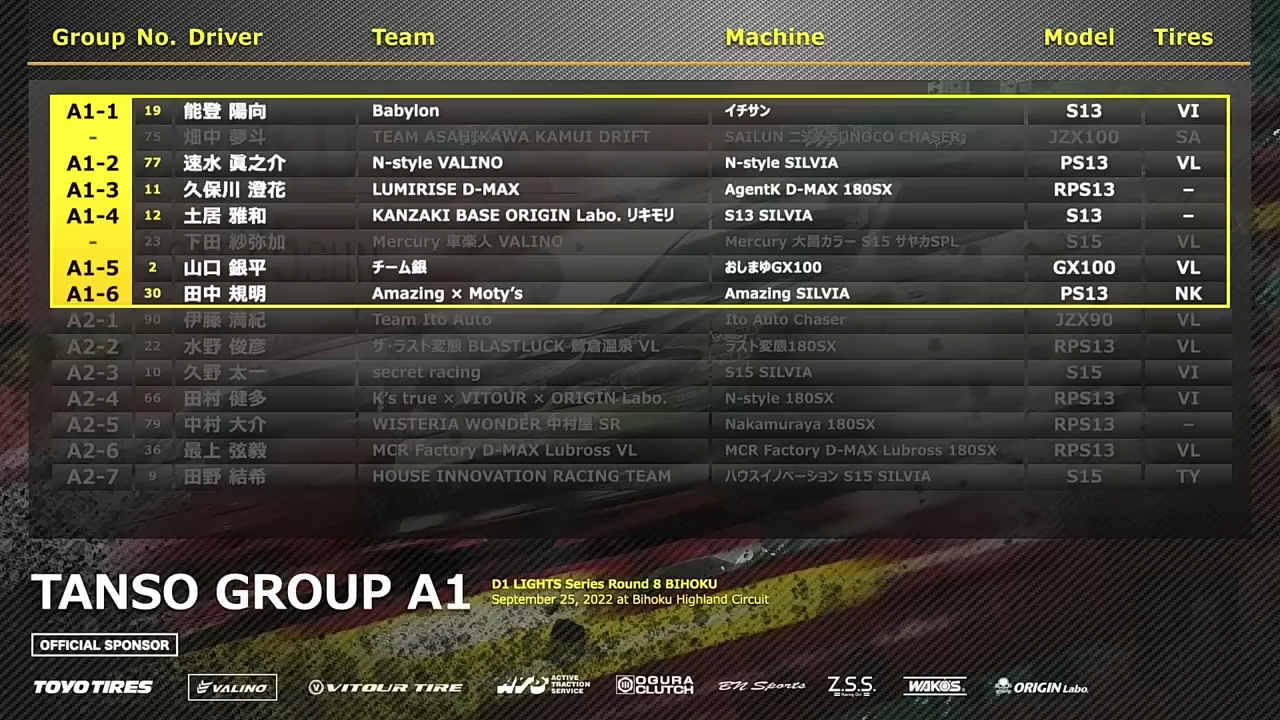 Group No. Driver Team Machine Model Tires
A1-1 19 能登 陽向 Babylon イチサン S13 VI
- 75 畑中 夢斗 TEAM ASAHIKAWA KAMUI DRIFT SAILUN ニシダ SUNOCO CHASER JZX100 SA
A1-2 77 速水 眞之介 N-style VALINO N-style SILVIA PS13 VL
A1-3 11 久保川 澄花 LUMIRISE D-MAX AgentK D-MAX 180SX RPS13 –
A1-4 12 土居 雅和 KANZAKI BASE ORIGIN Labo. リキモリ S13 SILVIA S13 –
- 23 下田 紗弥加 Mercury 車楽人 VALINO Mercury 大昌カラー S15 サヤカSPL S15 VL
A1-5 2 山口 銀平 チーム銀 おしまゆGX100 GX100 VL
A1-6 30 田中 規明 Amazing × Moty's Amazing SILVIA PS13 NK
A2-1 90 伊藤 満紀 Team Ito Auto Ito Auto Chaser JZX90 VL
A2-2 22 水野 俊彦 ザ・ラスト変態 BLASTLUCK 鷲倉温泉 VL ラスト変態180SX RPS13 VL
A2-3 10 久野 太一 secret racing S15 SILVIA S15 VI
A2-4 66 田村 健多 K's true × VITOUR × ORIGIN Labo. N-style 180SX RPS13 VI
A2-5 79 中村 大介 WISTERIA WONDER 中村屋 SR Nakamuraya 180SX RPS13 –
A2-6 36 最上 弦毅 MCR Factory D-MAX Lubross VL MCR Factory D-MAX Lubross 180SX RPS13 VL
A2-7 9 田野 結希 HOUSE INNOVATION RACING TEAM ハウスイノベーション S15 SILVIA S15 TY
TANSO GROUP A1
D1 LIGHTS Series Round 8 BIHOKU
September 25, 2022 at Bihoku Highland Circuit
OFFICIAL SPONSOR
TOYO TIRES VALINO VITOUR TIRE ATS ACTIVE TRACTION SERVICE OGURA CLUTCH BN Sports Z.S.S. Racing Div WAKO'S ORIGIN Labo.